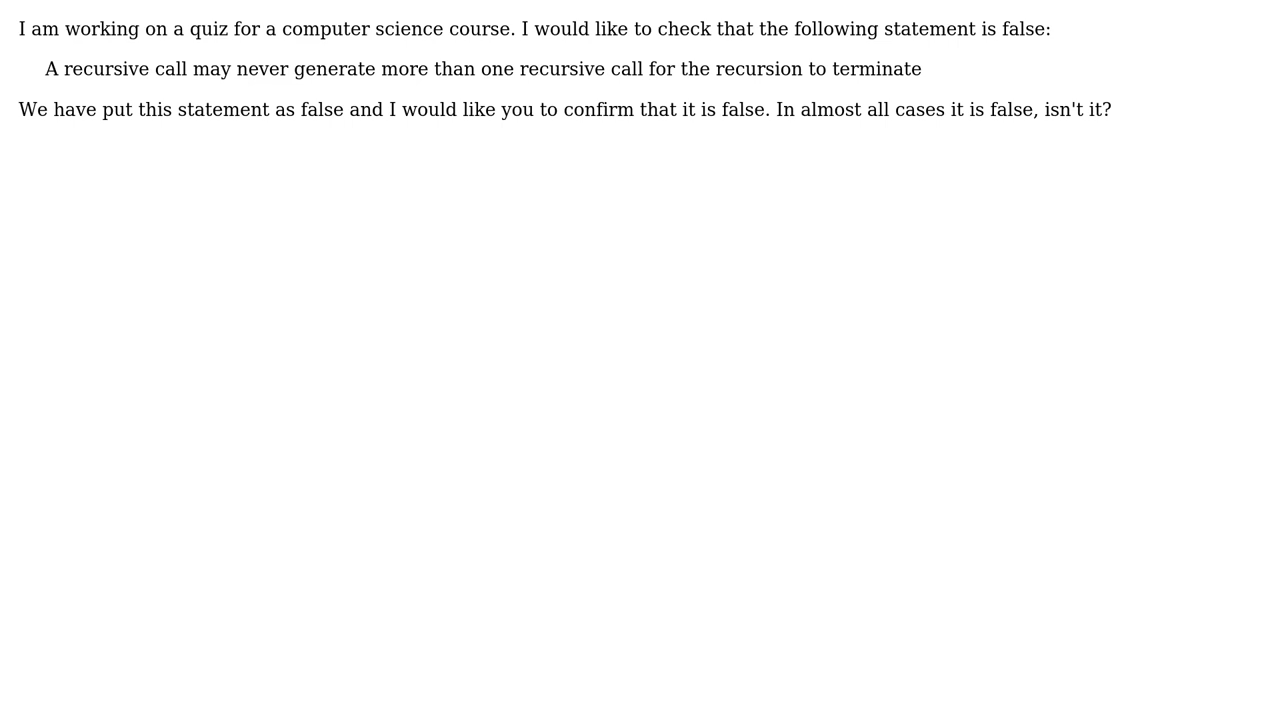 I am working on a quiz for a computer science course. I would like to check that the following statement is false:
A recursive call may never generate more than one recursive call for the recursion to terminate
We have put this statement as false and I would like you to confirm that it is false. In almost all cases it is false, isn't it?